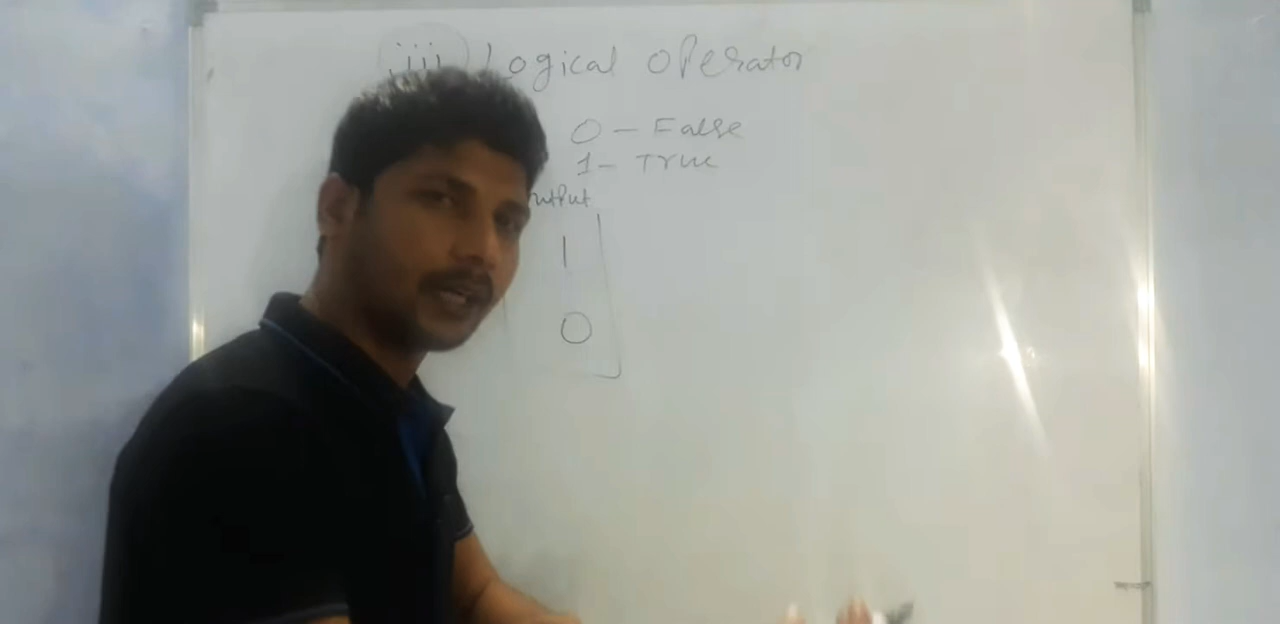 iii) Logical Operator
0 - False
1 - True
utput
1
0